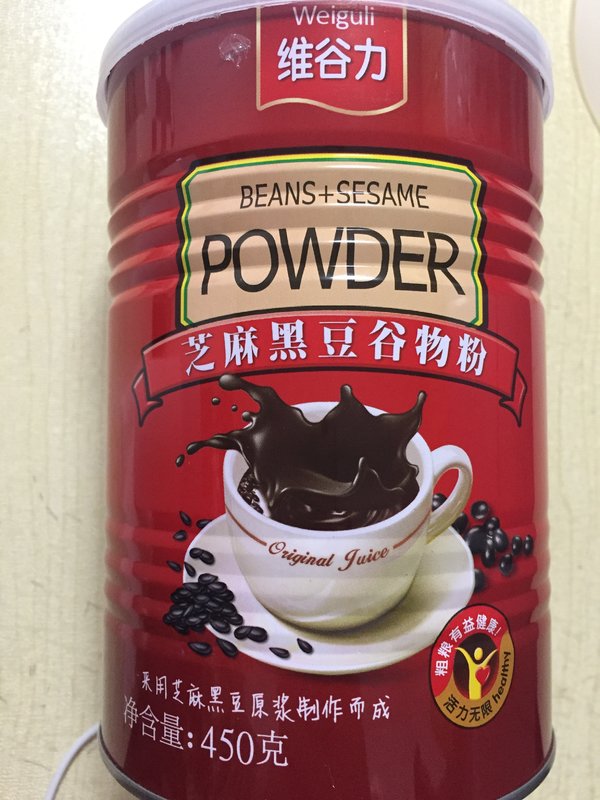 Weiguli
维谷力
BEANS+SESAME
POWDER
芝麻黑豆谷物粉
Original Juice
粗粮有益健康!
活力无限 healthy
采用芝麻黑豆原浆制作而成
净含量:450克